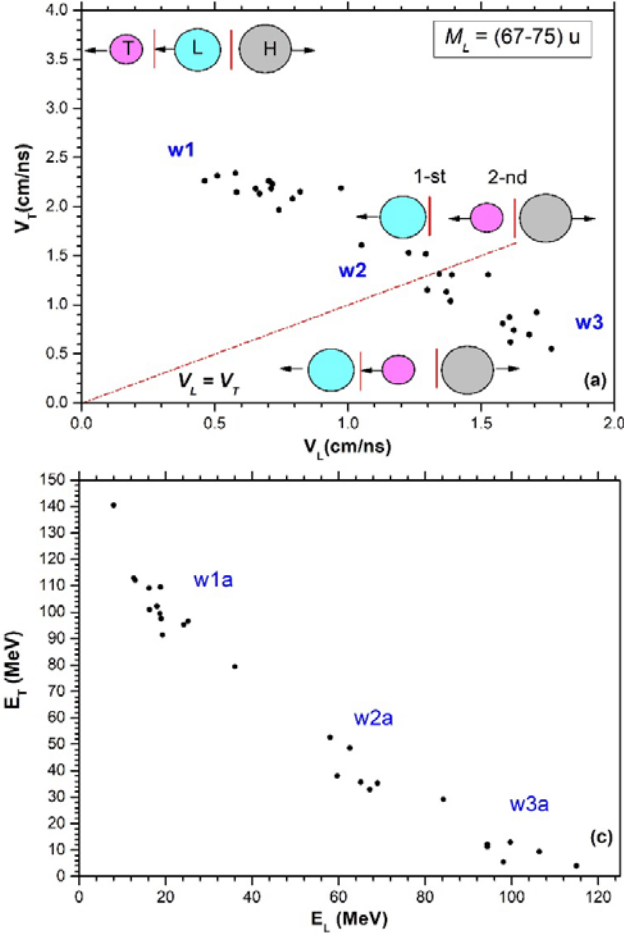 4.0
3.5
3.0
2.5
2.0
1.5
1.0
0.5
0.0
V_T(cm/ns)
T
L
H
M_L = (67-75) u
w1
1-st
2-nd
w2
w3
V_L = V_T
(a)
0.0 0.5 1.0 1.5 2.0
V_L(cm/ns)
150
140
130
120
110
100
90
80
70
60
50
40
30
20
10
0
E_T (MeV)
w1a
w2a
w3a
(c)
0 20 40 60 80 100 120
E_L (MeV)